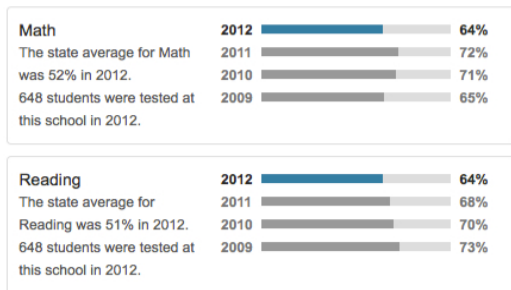 Math
The state average for Math
was 52% in 2012.
648 students were tested at
this school in 2012.
2012 64%
2011 72%
2010 71%
2009 65%
Reading
The state average for
Reading was 51% in 2012.
648 students were tested at
this school in 2012.
2012 64%
2011 68%
2010 70%
2009 73%